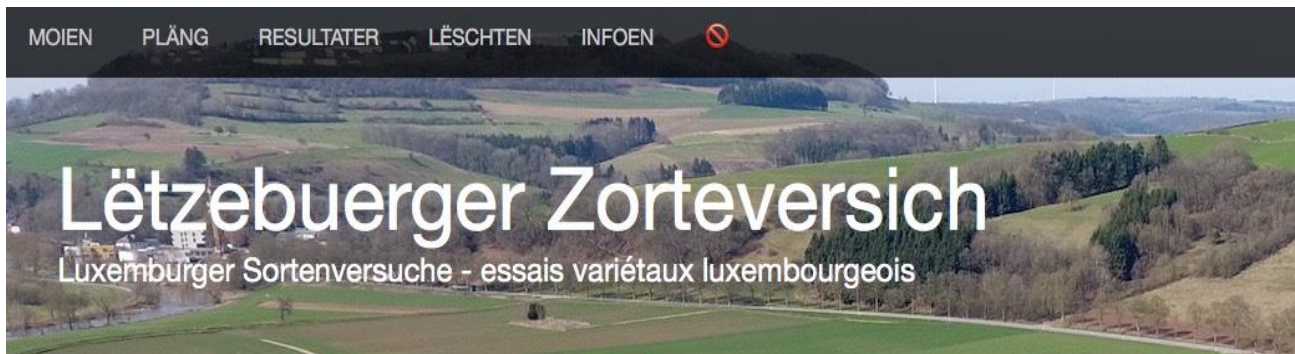 MOIEN PLÄNG RESULTATER LËSCHTEN INFOEN
Lëtzebuerger Zorteversich
Luxemburger Sortenversuche - essais variétaux luxembourgeois